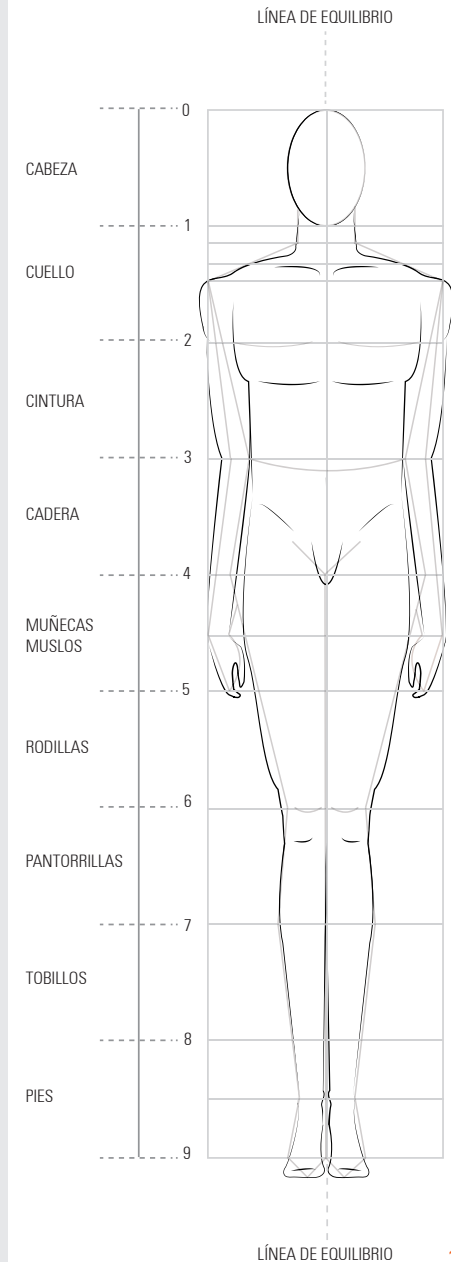 LÍNEA DE EQUILIBRIO
0
CABEZA
1
CUELLO
2
CINTURA
3
CADERA
4
MUÑECAS
MUSLOS
5
RODILLAS
6
PANTORRILLAS
7
TOBILLOS
8
PIES
9
LÍNEA DE EQUILIBRIO